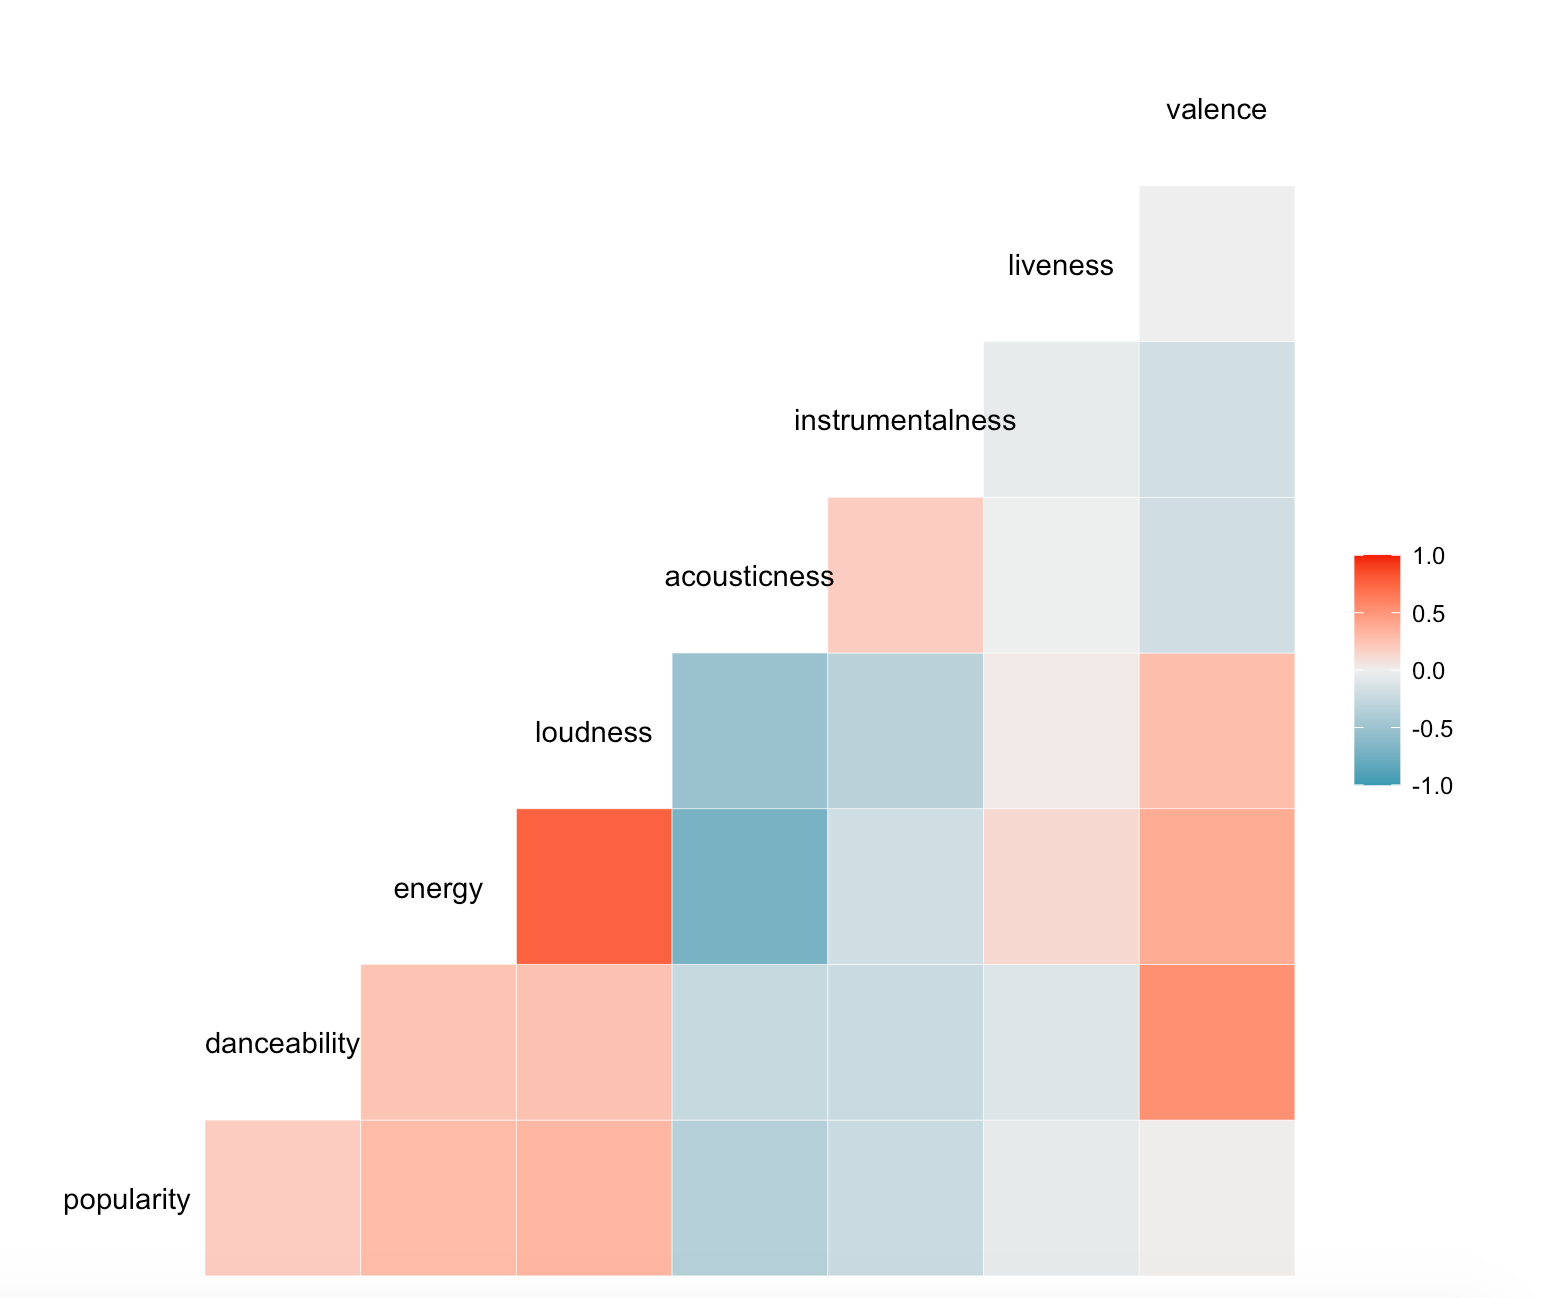 valence
liveness
instrumentalness
acousticness
loudness
energy
danceability
popularity
1.0
0.5
0.0
-0.5
-1.0